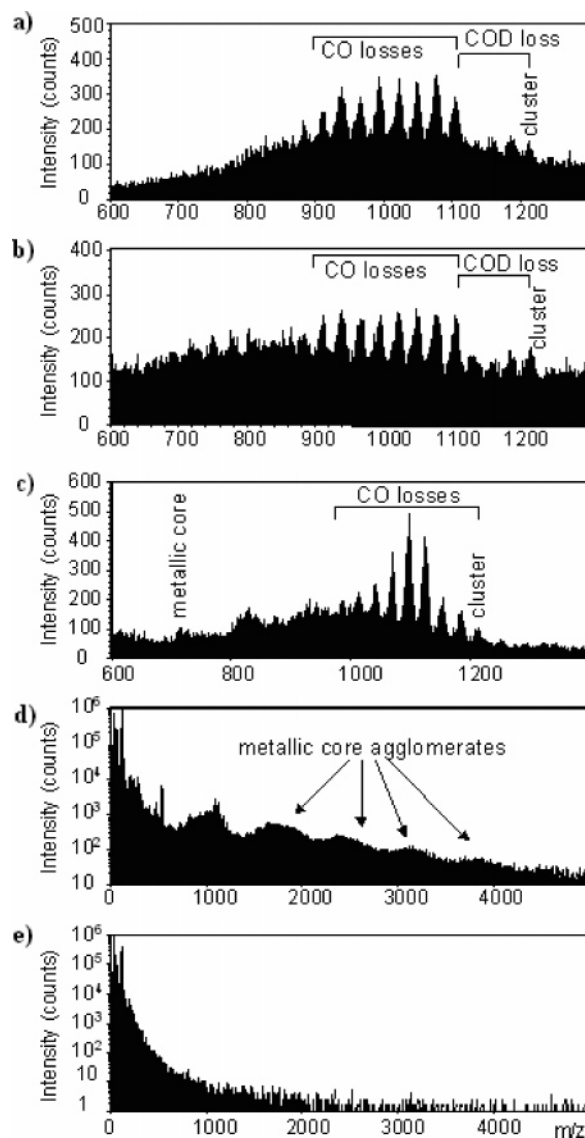 a)
Intensity (counts)
500
400
300
200
100
0
CO losses
COD loss
cluster
600 700 800 900 1000 1100 1200
b)
Intensity (counts)
400
300
200
100
0
CO losses
COD loss
cluster
600 700 800 900 1000 1100 1200
c)
Intensity (counts)
600
500
400
300
200
100
0
metallic core
CO losses
cluster
600 800 1000 1200
d)
Intensity (counts)
10⁶
10⁵
10⁴
10³
10²
10
metallic core agglomerates
0 1000 2000 3000 4000
e)
Intensity (counts)
10⁶
10⁵
10⁴
10³
10²
10
1
0 1000 2000 3000 4000 m/z